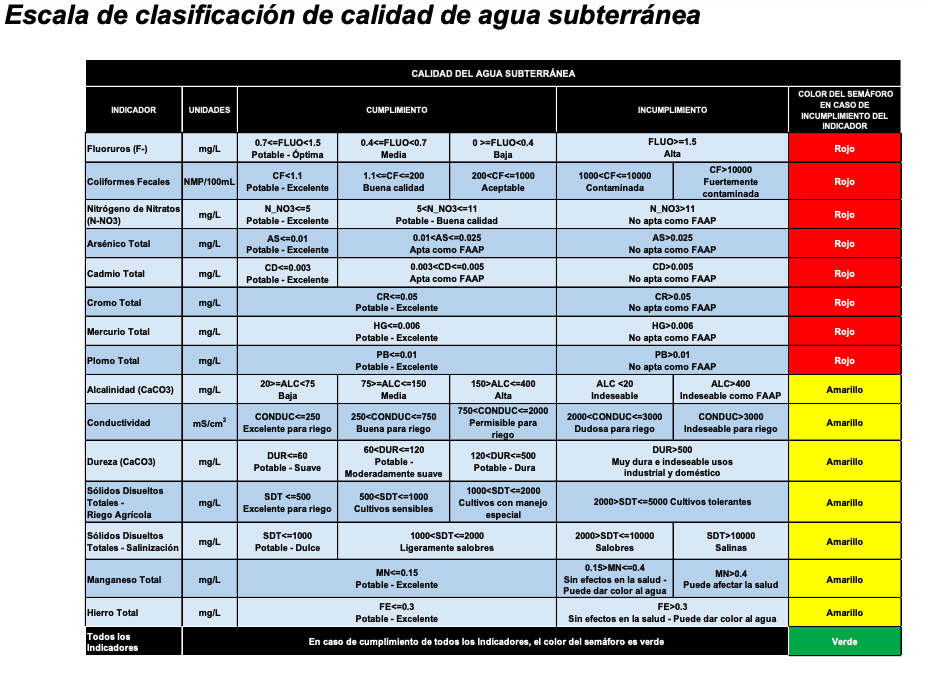 Escala de clasificación de calidad de agua subterránea
CALIDAD DEL AGUA SUBTERRÁNEA
INDICADOR
UNIDADES
CUMPLIMIENTO
INCUMPLIMIENTO
COLOR DEL SEMÁFORO
EN CASO DE
INCUMPLIMIENTO DEL
INDICADOR
Fluoruros (F-)
mg/L
0.7<=FLUO<1.5
Potable - Óptima
0.4<=FLUO<0.7
Media
0 >=FLUO<0.4
Baja
FLUO>=1.5
Alta
Rojo
Coliformes Fecales
NMP/100mL
CF<1.1
Potable - Excelente
1.1<=CF<=200
Buena calidad
200<CF<=1000
Aceptable
1000<CF<=10000
Contaminada
CF>10000
Fuertemente
contaminada
Rojo
Nitrógeno de Nitratos
(N-NO3)
mg/L
N_NO3<=5
Potable - Excelente
5<N_NO3<=11
Potable - Buena calidad
N_NO3>11
No apta como FAAP
Rojo
Arsénico Total
mg/L
AS<=0.01
Potable - Excelente
0.01<AS<=0.025
Apta como FAAP
AS>0.025
No apta como FAAP
Rojo
Cadmio Total
mg/L
CD<=0.003
Potable - Excelente
0.003<CD<=0.005
Apta como FAAP
CD>0.005
No apta como FAAP
Rojo
Cromo Total
mg/L
CR<=0.05
Potable - Excelente
CR>0.05
No apta como FAAP
Rojo
Mercurio Total
mg/L
HG<=0.006
Potable - Excelente
HG>0.006
No apta como FAAP
Rojo
Plomo Total
mg/L
PB<=0.01
Potable - Excelente
PB>0.01
No apta como FAAP
Rojo
Alcalinidad (CaCO3)
mg/L
20>=ALC<75
Baja
75>=ALC<=150
Media
150>ALC<=400
Alta
ALC <20
Indeseable
ALC>400
Indeseable como FAAP
Amarillo
Conductividad
mS/cm²
CONDUC<=250
Excelente para riego
250<CONDUC<=750
Buena para riego
750<CONDUC<=2000
Permisible para
riego
2000<CONDUC<=3000
Dudosa para riego
CONDUC>3000
Indeseable para riego
Amarillo
Dureza (CaCO3)
mg/L
DUR<=60
Potable - Suave
60<DUR<=120
Potable -
Moderadamente suave
120<DUR<=500
Potable - Dura
DUR>500
Muy dura e indeseable usos
industrial y doméstico
Amarillo
Sólidos Disueltos
Totales -
Riego Agrícola
mg/L
SDT <=500
Excelente para riego
500<SDT<=1000
Cultivos sensibles
1000<SDT<=2000
Cultivos con manejo
especial
2000>SDT<=5000 Cultivos tolerantes
Amarillo
Sólidos Disueltos
Totales - Salinización
mg/L
SDT<=1000
Potable - Dulce
1000<SDT<=2000
Ligeramente salobres
2000>SDT<=10000
Salobres
SDT>10000
Salinas
Amarillo
Manganeso Total
mg/L
MN<=0.15
Potable - Excelente
0.15>MN<=0.4
Sin efectos en la salud -
Puede dar color al agua
MN>0.4
Puede afectar la salud
Amarillo
Hierro Total
mg/L
FE<=0.3
Potable - Excelente
FE>0.3
Sin efectos en la salud - Puede dar color al agua
Amarillo
Todos los
Indicadores
En caso de cumplimiento de todos los Indicadores, el color del semáforo es verde
Verde